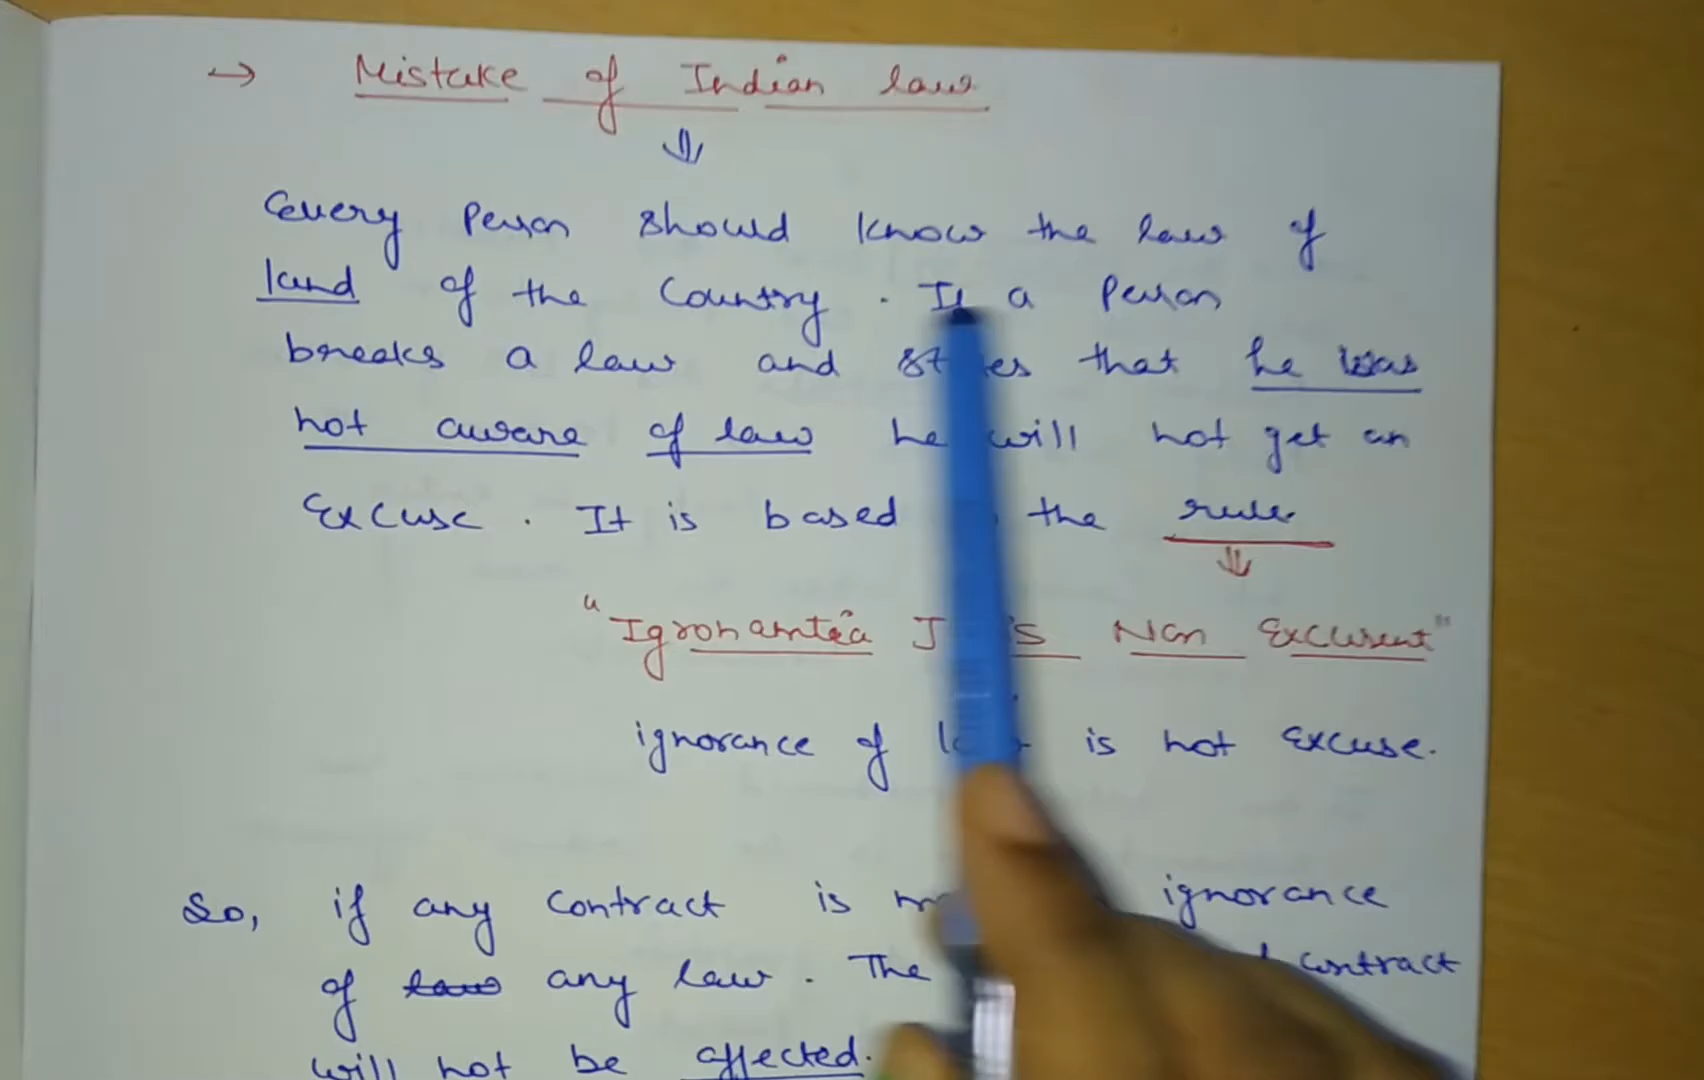 → Mistake of Indian law
Every Person should know the law of
land of the Country. If a Person
breaks a law and that he was
not aware of law he will not get an
Excuse. It is based the rule
"Igronamtia Non Excusent"
ignorance of is not Excuse.
So, if any Contract is ignorance
of law any law. The contract
will not be affected.